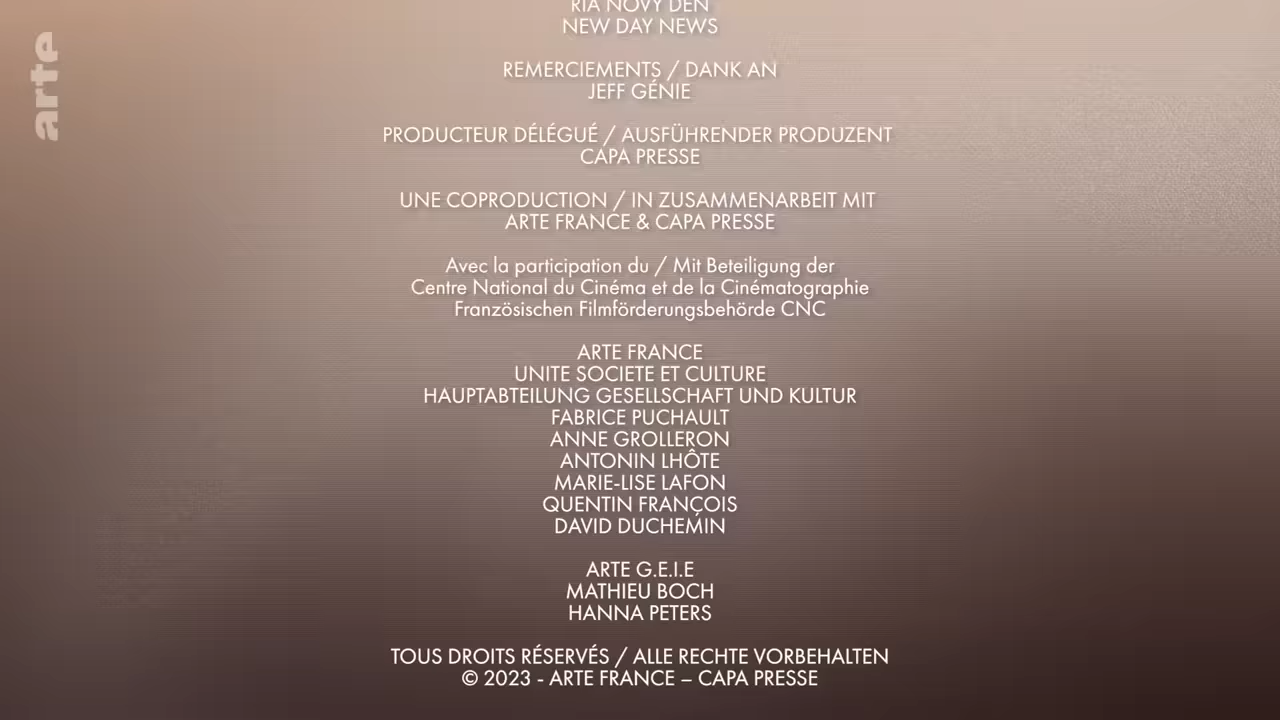 RIA NOVY DEN
NEW DAY NEWS
arte
REMERCIEMENTS / DANK AN
JEFF GÉNIE
PRODUCTEUR DÉLÉGUÉ / AUSFÜHRENDER PRODUZENT
CAPA PRESSE
UNE COPRODUCTION / IN ZUSAMMENARBEIT MIT
ARTE FRANCE & CAPA PRESSE
Avec la participation du / Mit Beteiligung der
Centre National du Cinéma et de la Cinématographie
Französischen Filmförderungsbehörde CNC
ARTE FRANCE
UNITE SOCIETE ET CULTURE
HAUPTABTEILUNG GESELLSCHAFT UND KULTUR
FABRICE PUCHAULT
ANNE GROLLERON
ANTONIN LHÔTE
MARIE-LISE LAFON
QUENTIN FRANÇOIS
DAVID DUCHEMIN
ARTE G.E.I.E
MATHIEU BOCH
HANNA PETERS
TOUS DROITS RÉSERVÉS / ALLE RECHTE VORBEHALTEN
© 2023 - ARTE FRANCE – CAPA PRESSE